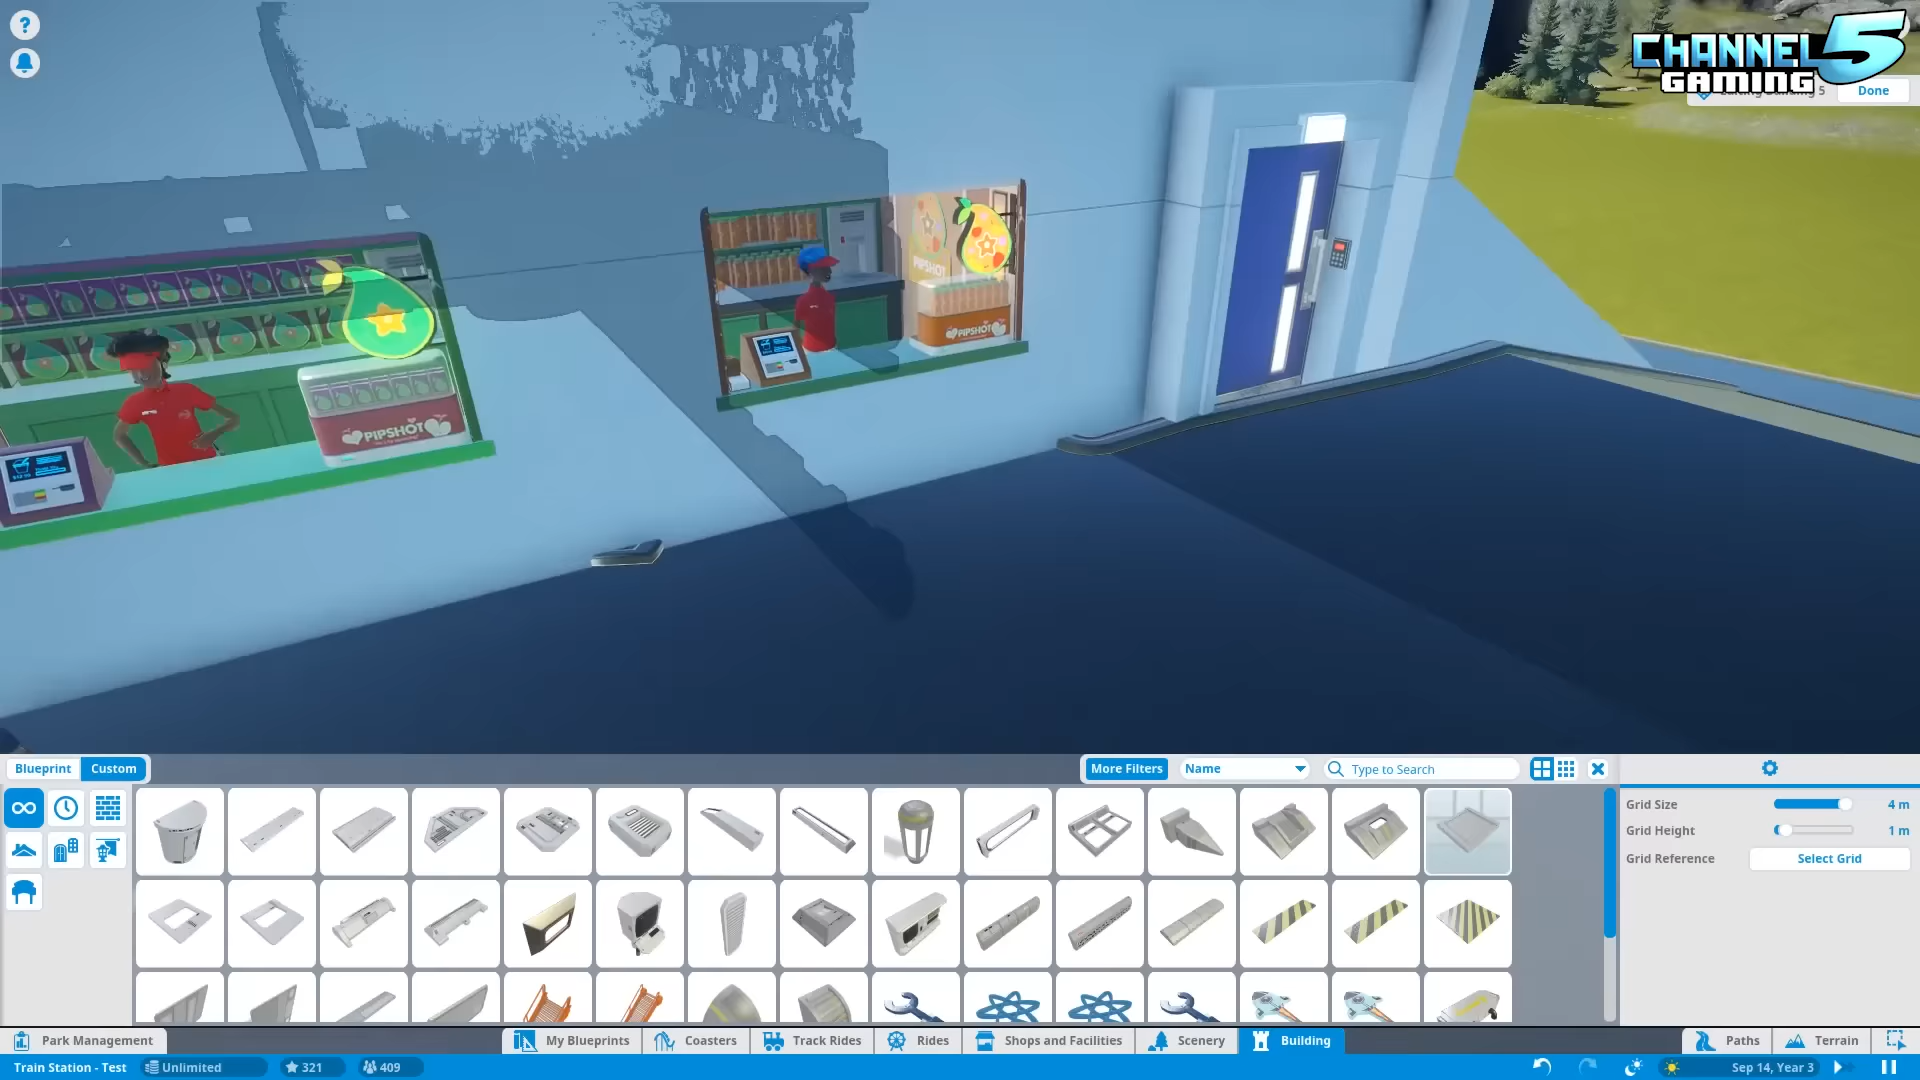 ?
CHANNEL 5
GAMING
5
Done
PIPSHOT
PIPSHOT
PIPSHOT
Blueprint
Custom
More Filters
Name
Type to Search
Grid Size
4 m
Grid Height
1 m
Grid Reference
Select Grid
Park Management
My Blueprints
Coasters
Track Rides
Rides
Shops and Facilities
Scenery
Building
Paths
Terrain
Train Station - Test
Unlimited
321
409
Sep 14, Year 3